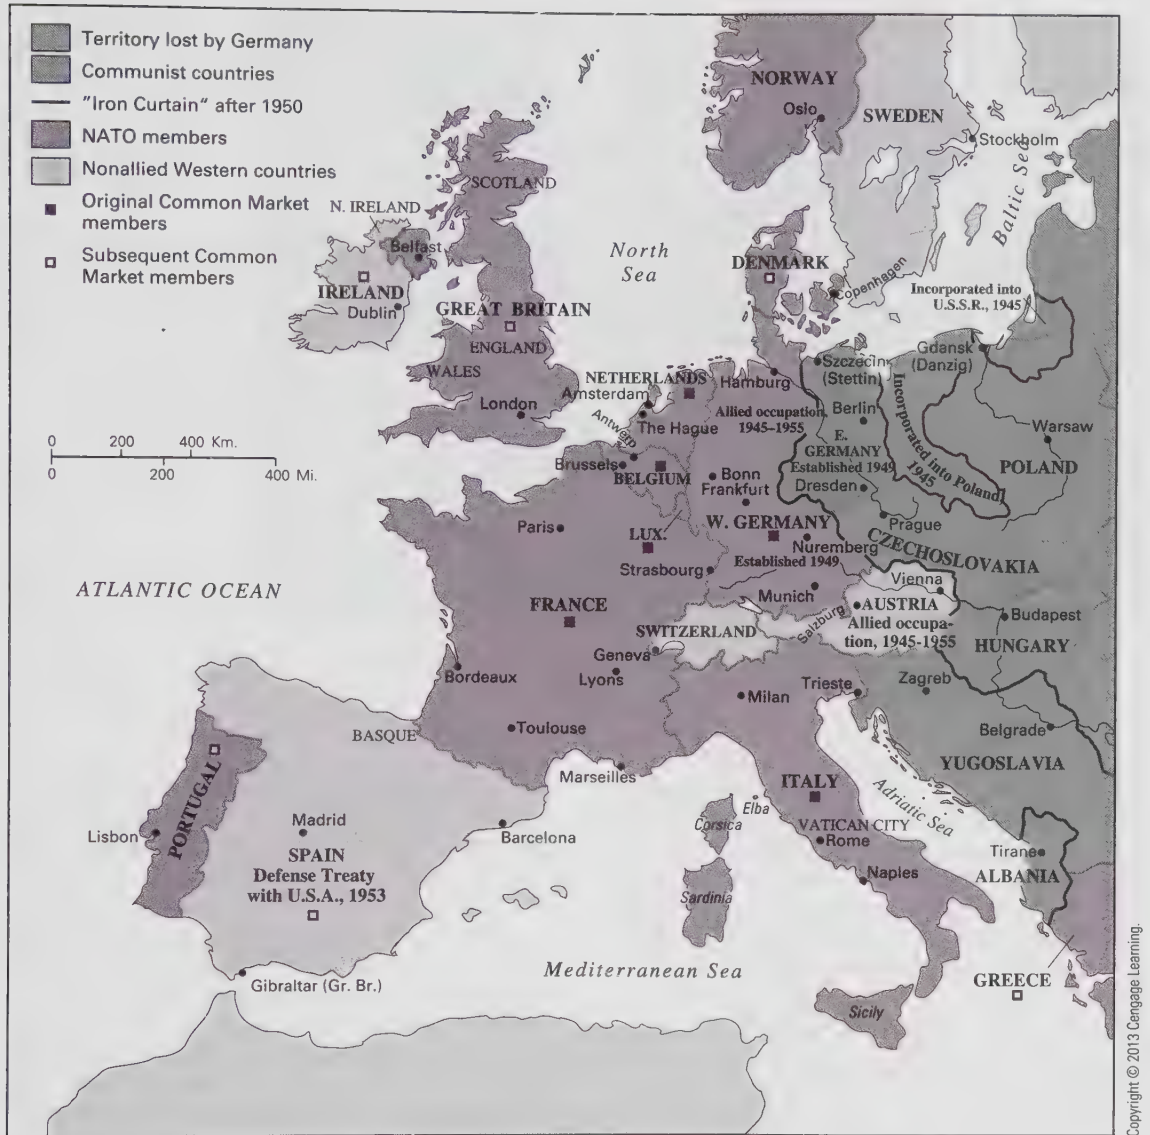 Territory lost by Germany
Communist countries
"Iron Curtain" after 1950
NATO members
Nonallied Western countries
Original Common Market
members
Subsequent Common
Market members
0 200 400 Km.
0 200 400 Mi.
NORWAY
Oslo
SWEDEN
Stockholm
Baltic Sea
SCOTLAND
N. IRELAND
Belfast
IRELAND
Dublin
GREAT BRITAIN
ENGLAND
WALES
London
North
Sea
DENMARK
Copenhagen
Incorporated into
U.S.S.R., 1945
Gdansk
(Danzig)
Szczecin
(Stettin)
Incorporated into Poland
1945
Warsaw
POLAND
NETHERLANDS
Amsterdam
The Hague
Hamburg
Allied occupation,
1945-1955
Berlin
E.
GERMANY
Established 1949
Dresden
Antwerp
Brussels
BELGIUM
Bonn
Frankfurt
LUX.
W. GERMANY
Nuremberg
Established 1949
Munich
Prague
CZECHOSLOVAKIA
Paris
Strasbourg
ATLANTIC OCEAN
FRANCE
SWITZERLAND
Geneva
Lyons
Bordeaux
Toulouse
Marseilles
Vienna
AUSTRIA
Allied occupa-
tion, 1945-1955
Salzburg
Budapest
HUNGARY
Milan
Trieste
Zagreb
Belgrade
YUGOSLAVIA
BASQUE
PORTUGAL
Lisbon
Madrid
SPAIN
Defense Treaty
with U.S.A., 1953
Barcelona
Gibraltar (Gr. Br.)
Corsica
Elba
Sardinia
ITALY
VATICAN CITY
Rome
Naples
Adriatic Sea
Tirane
ALBANIA
GREECE
Mediterranean Sea
Sicily
Copyright © 2013 Cengage Learning.